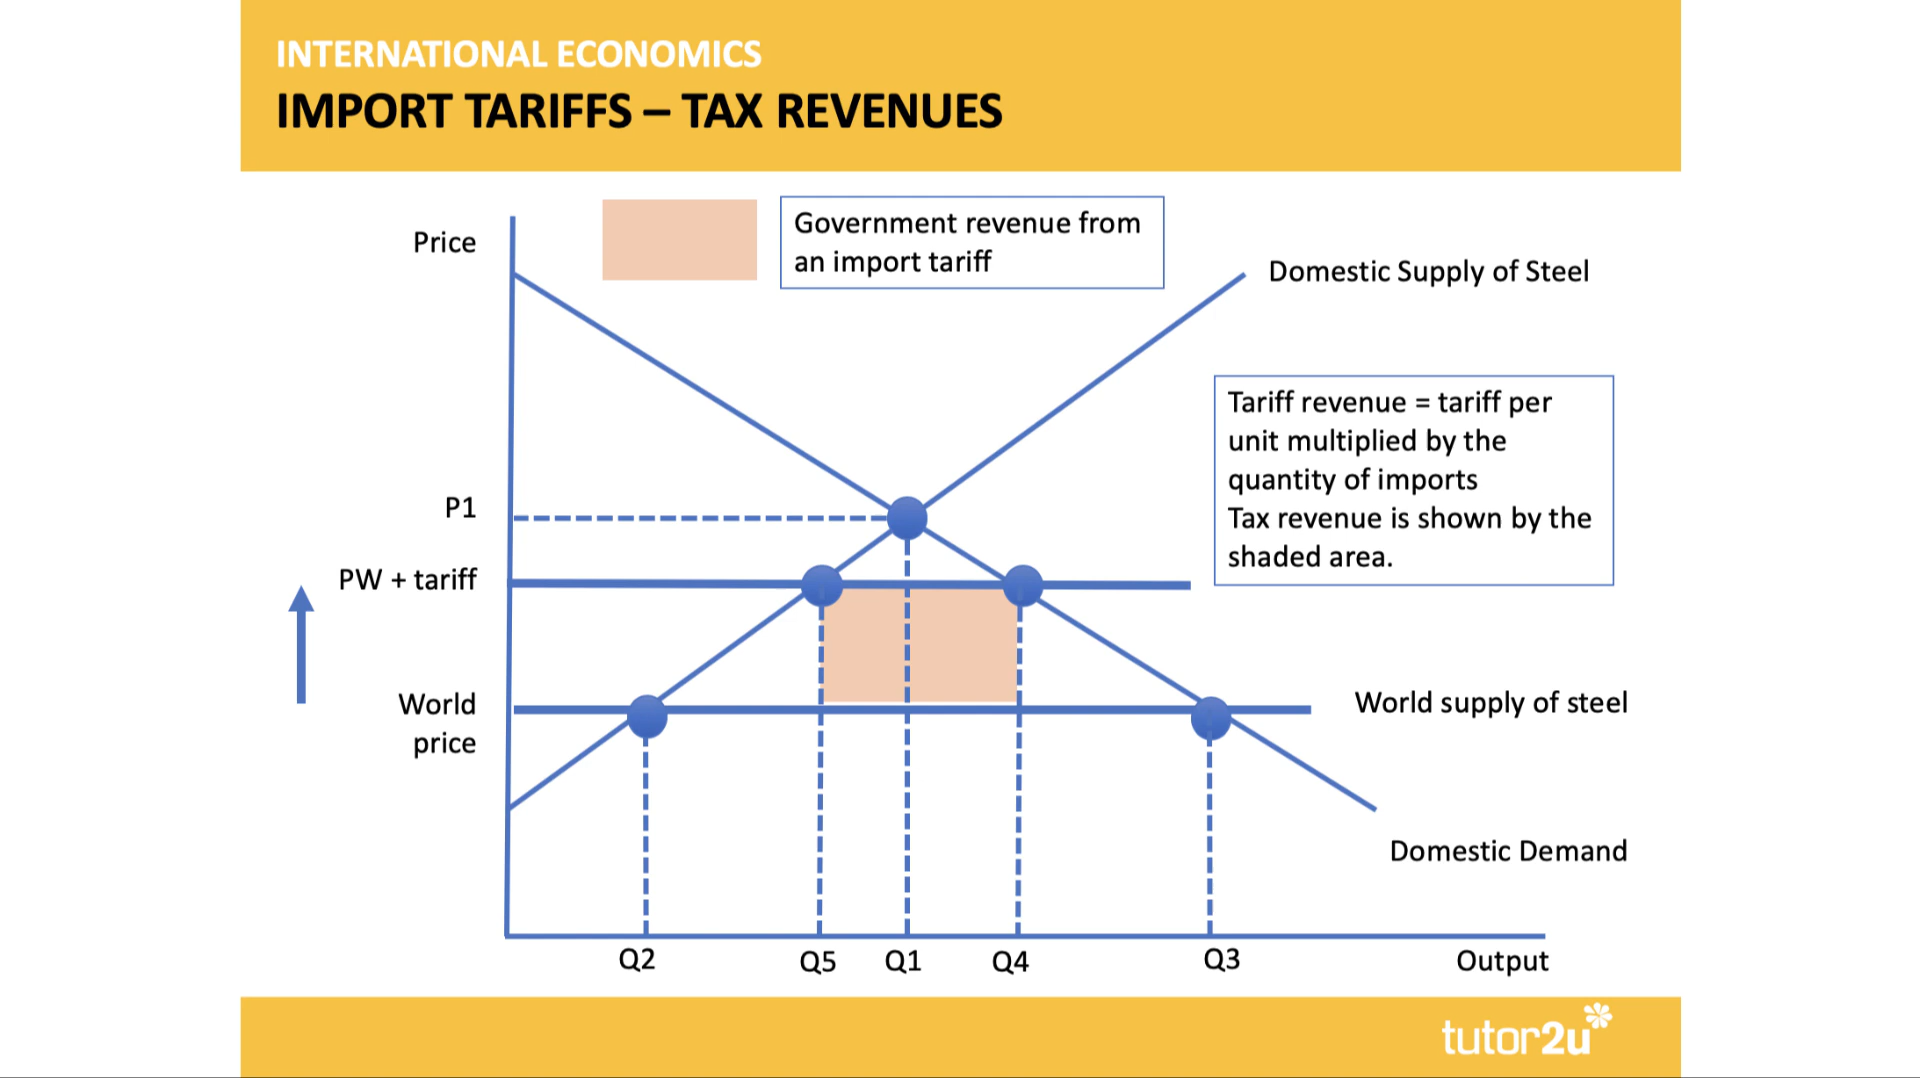 INTERNATIONAL ECONOMICS
IMPORT TARIFFS – TAX REVENUES
Price
Government revenue from
an import tariff
Domestic Supply of Steel
Tariff revenue = tariff per
unit multiplied by the
quantity of imports
Tax revenue is shown by the
shaded area.
P1
PW + tariff
World
price
World supply of steel
Domestic Demand
Q2
Q5
Q1
Q4
Q3
Output
tutor2u